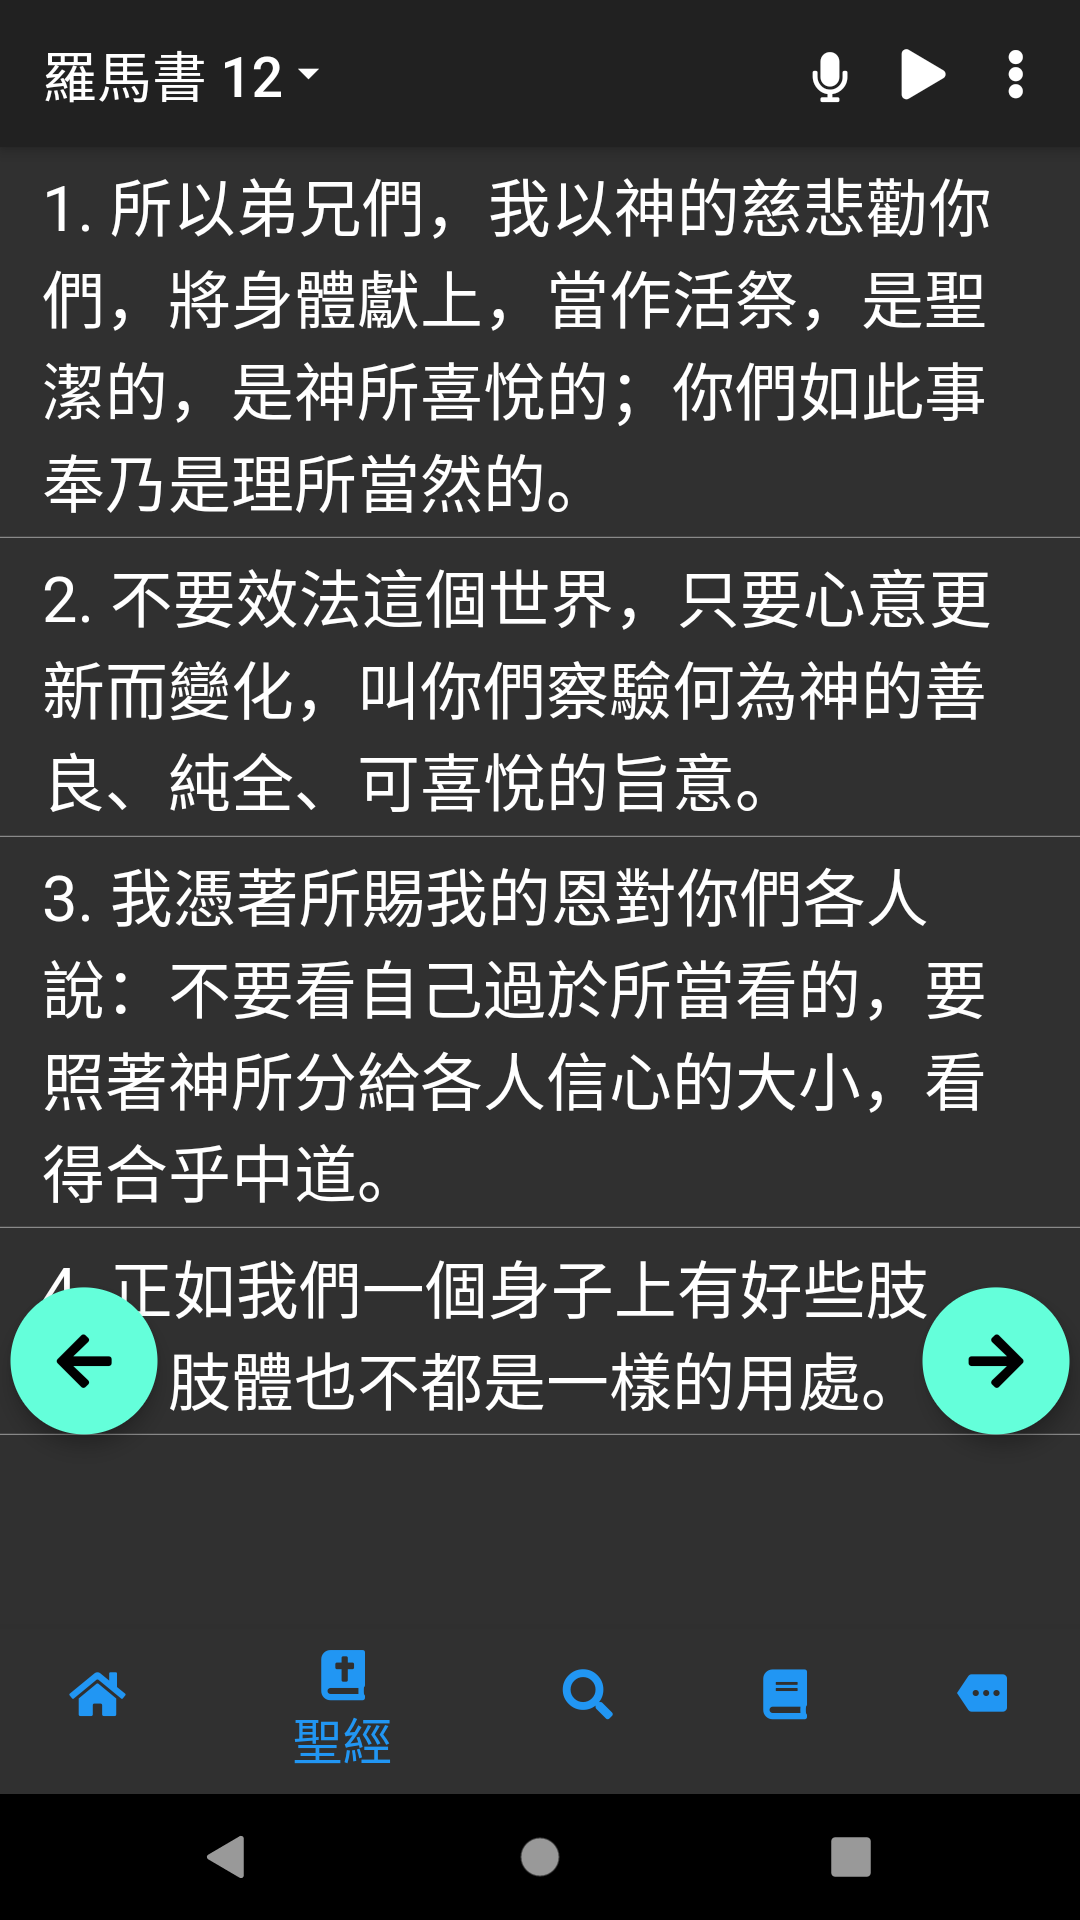 羅馬書 12
1. 所以弟兄們，我以神的慈悲勸你
們，將身體獻上，當作活祭，是聖
潔的，是神所喜悅的；你們如此事
奉乃是理所當然的。
2. 不要效法這個世界，只要心意更
新而變化，叫你們察驗何為神的善
良、純全、可喜悅的旨意。
3. 我憑著所賜我的恩對你們各人
說：不要看自己過於所當看的，要
照著神所分給各人信心的大小，看
得合乎中道。
4. 正如我們一個身子上有好些肢
肢體也不都是一樣的用處。
聖經